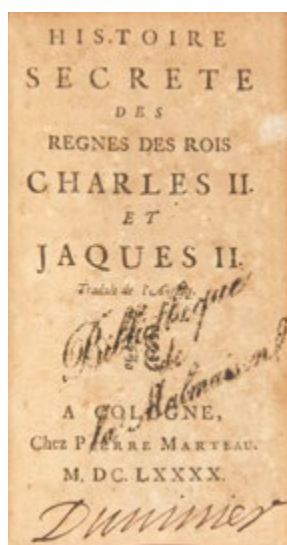 HISTOIRE
SECRETE
DES
REGNES DES ROIS
CHARLES II.
ET
JAQUES II.
Traduit de l'Anglois.
Bibliothèque
de
la Malmaison
A COLOGNE,
Chez PIERRE MARTEAU.
M. DC. LXXXX.